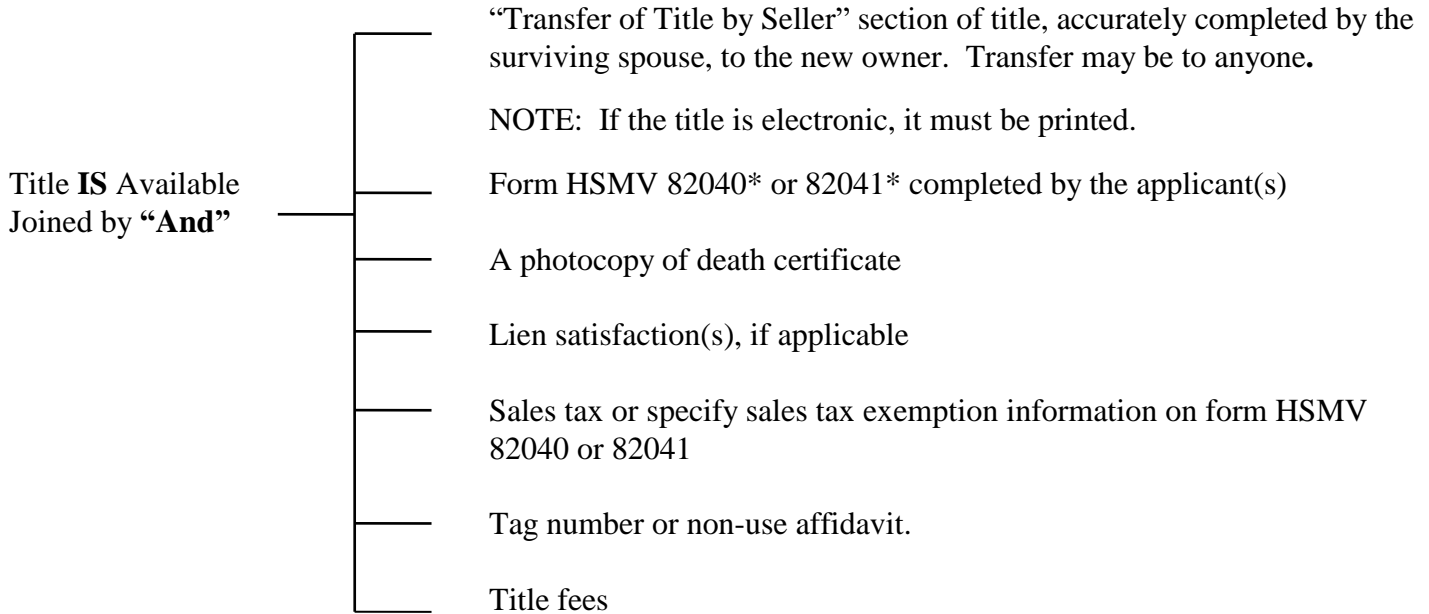 “Transfer of Title by Seller” section of title, accurately completed by the
surviving spouse, to the new owner.  Transfer may be to anyone.
NOTE:  If the title is electronic, it must be printed.
Title IS Available
Joined by “And”
Form HSMV 82040* or 82041* completed by the applicant(s)
A photocopy of death certificate
Lien satisfaction(s), if applicable
Sales tax or specify sales tax exemption information on form HSMV
82040 or 82041
Tag number or non-use affidavit.
Title fees